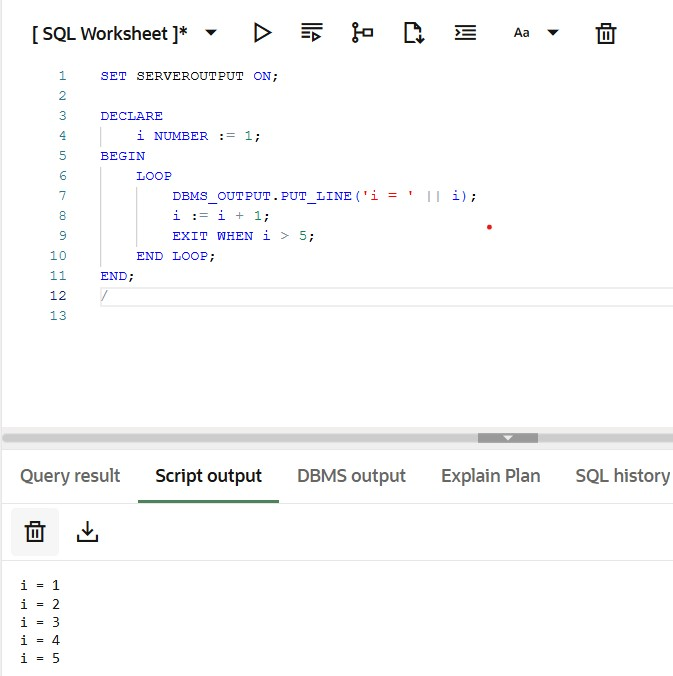 [ SQL Worksheet ]* Aa
1 SET SERVEROUTPUT ON;
2
3 DECLARE
4     i NUMBER := 1;
5 BEGIN
6     LOOP
7         DBMS_OUTPUT.PUT_LINE('i = ' || i);
8         i := i + 1;
9         EXIT WHEN i > 5;
10     END LOOP;
11 END;
12 /
13
Query result Script output DBMS output Explain Plan SQL history
i = 1
i = 2
i = 3
i = 4
i = 5